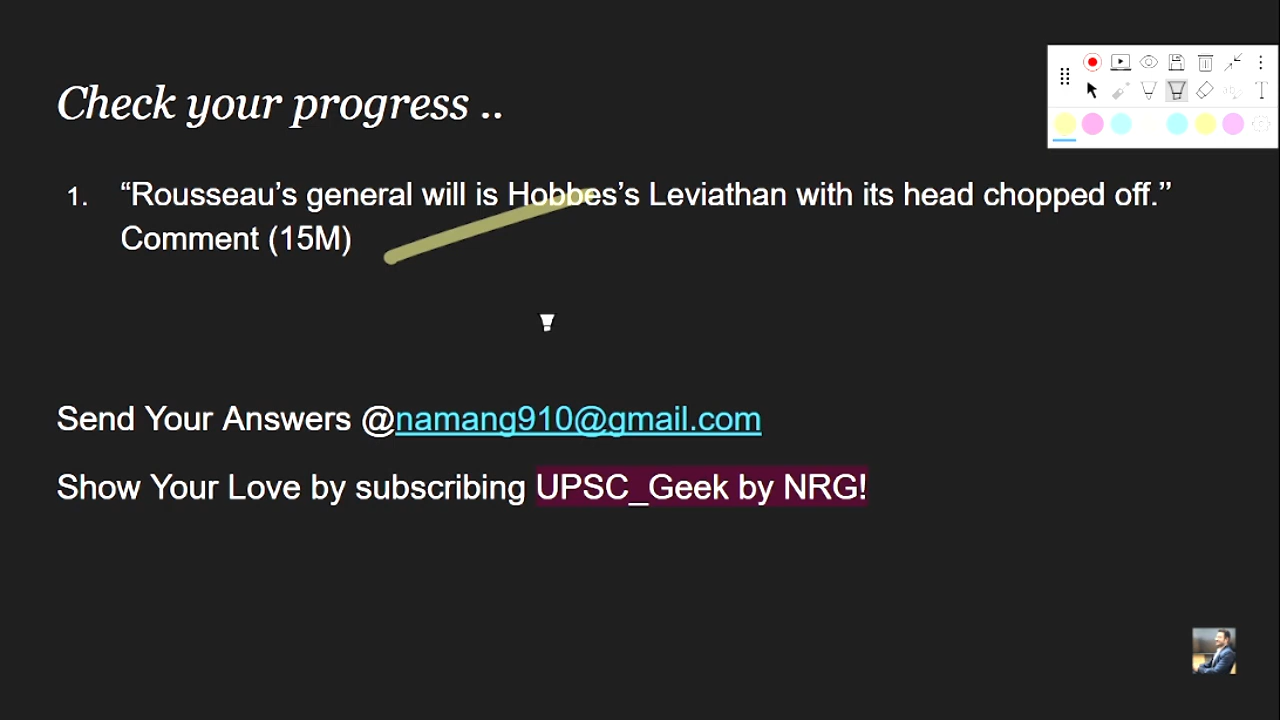 Check your progress ..
1. “Rousseau’s general will is Hobbes’s Leviathan with its head chopped off.”
Comment (15M)
Send Your Answers @namang910@gmail.com
Show Your Love by subscribing UPSC_Geek by NRG!